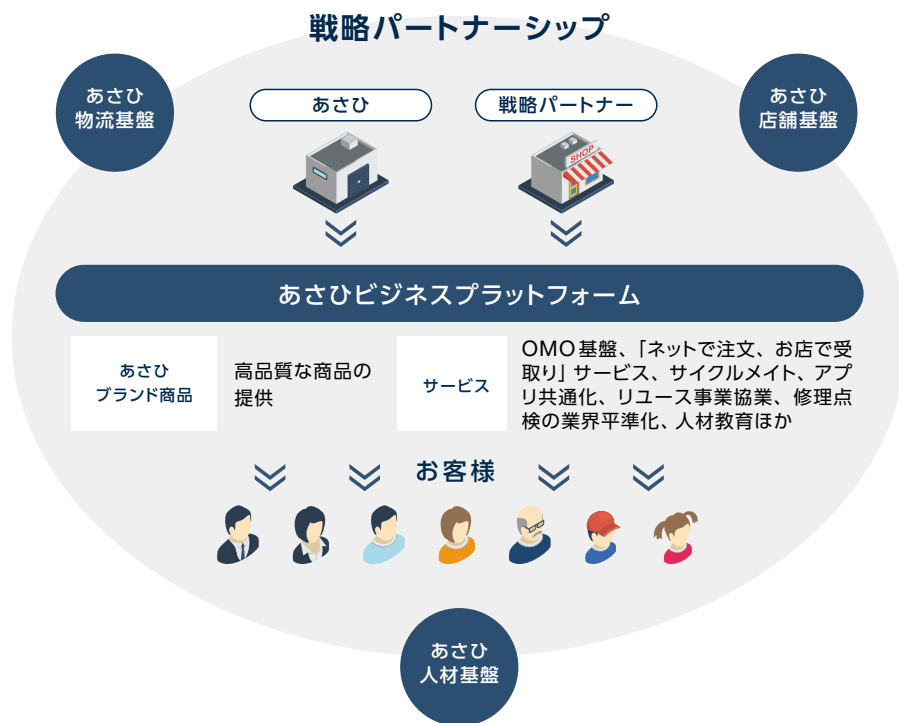 戦略パートナーシップ
あさひ
物流基盤
あさひ
戦略パートナー
あさひ
店舗基盤
SHOP
あさひビジネスプラットフォーム
あさひ
ブランド商品
高品質な商品の
提供
サービス
OMO基盤、「ネットで注文、お店で受
取り」サービス、サイクルメイト、アプ
リ共通化、リユース事業協業、修理点
検の業界平準化、人材教育ほか
お客様
あさひ
人材基盤